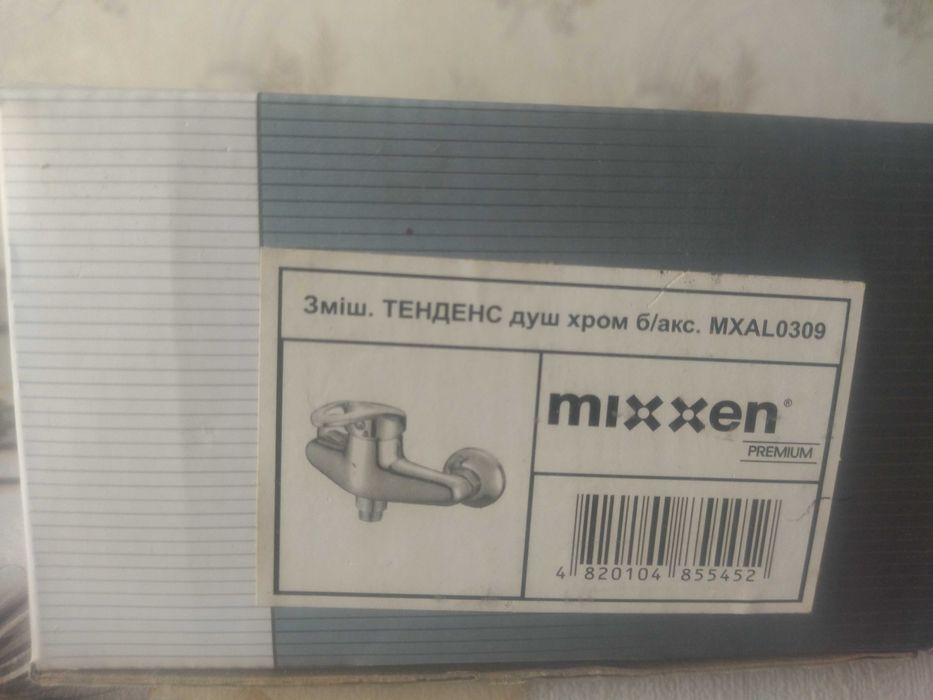 Зміш. ТЕНДЕНС душ хром б/акс. MXAL0309
mixxen®
PREMIUM
4 820104 855452